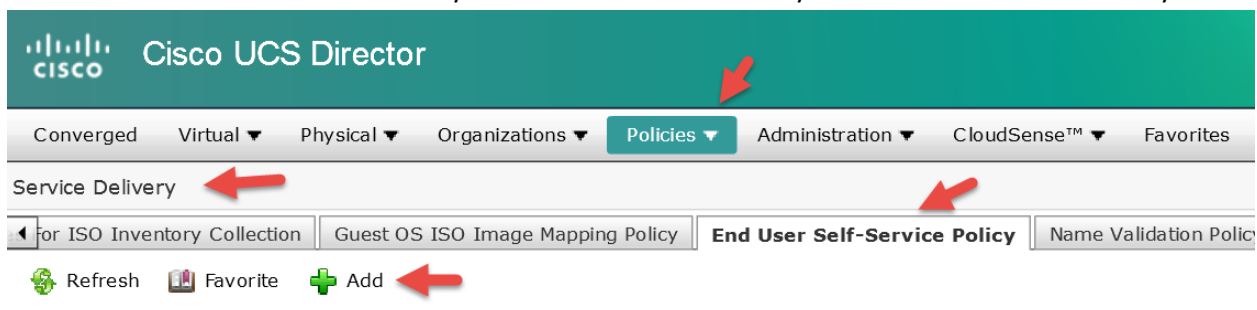 CISCO Cisco UCS Director
Converged Virtual Physical Organizations Policies Administration CloudSense™ Favorites
Service Delivery
For ISO Inventory Collection Guest OS ISO Image Mapping Policy End User Self-Service Policy Name Validation Policy
Refresh Favorite Add